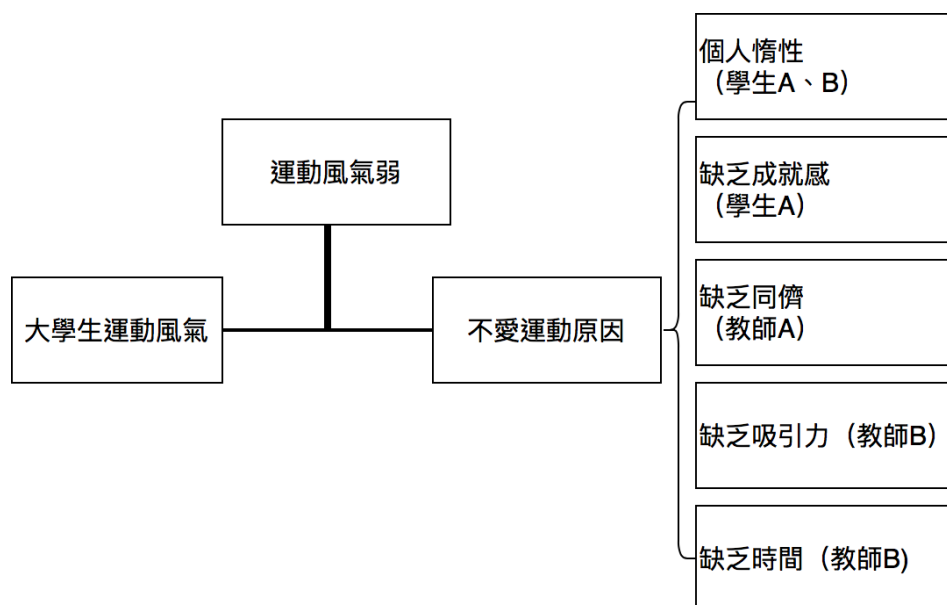 運動風氣弱
大學生運動風氣
不愛運動原因
個人惰性
（學生A、B）
缺乏成就感
（學生A）
缺乏同儕
（教師A）
缺乏吸引力（教師B）
缺乏時間（教師B)